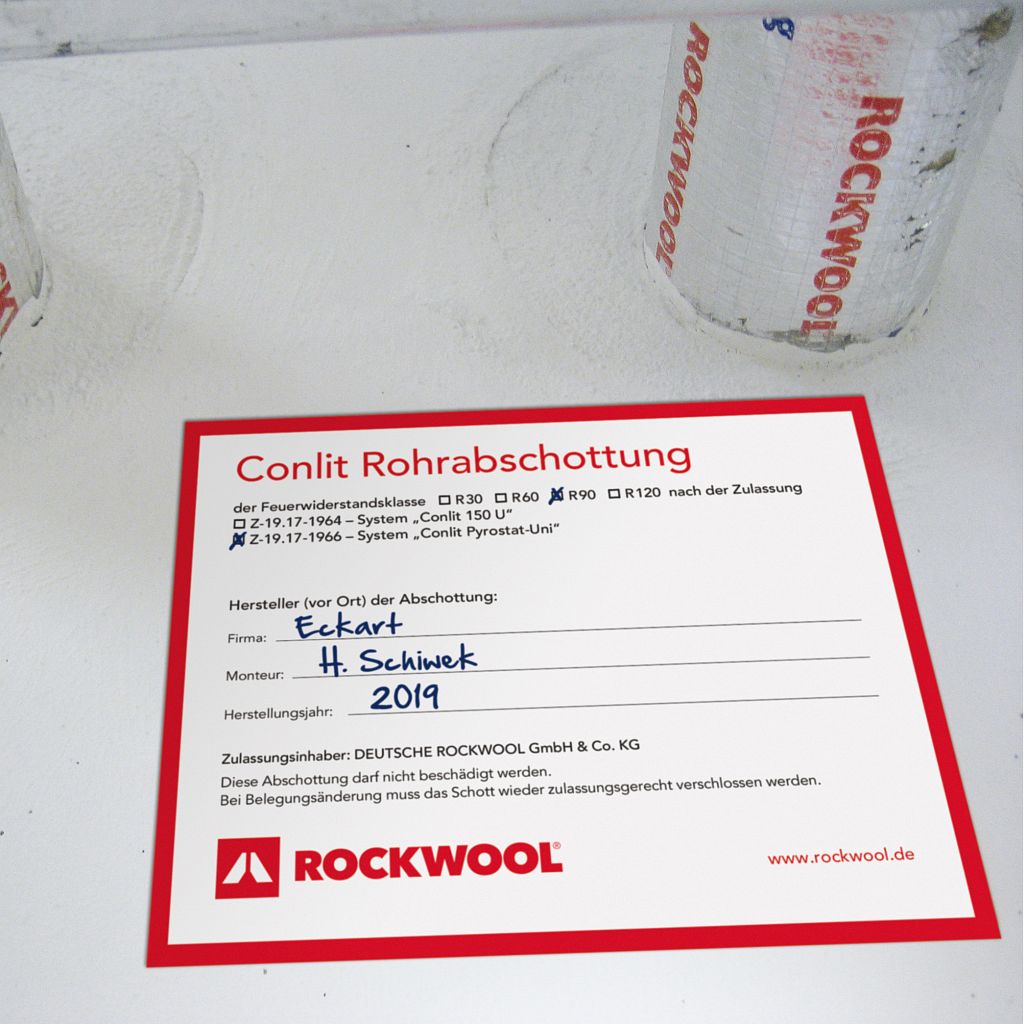 ROCKWOOL
ROCKWOOL
Conlit Rohrabschottung
der Feuerwiderstandsklasse ☐ R30 ☐ R60 ☒ R90 ☐ R120 nach der Zulassung
☐ Z-19.17-1964 – System „Conlit 150 U“
☒ Z-19.17-1966 – System „Conlit Pyrostat-Uni“
Hersteller (vor Ort) der Abschottung:
Firma: Eckart
Monteur: H. Schiwek
Herstellungsjahr: 2019
Zulassungsinhaber: DEUTSCHE ROCKWOOL GmbH & Co. KG
Diese Abschottung darf nicht beschädigt werden.
Bei Belegungsänderung muss das Schott wieder zulassungsgerecht verschlossen werden.
ROCKWOOL®
www.rockwool.de